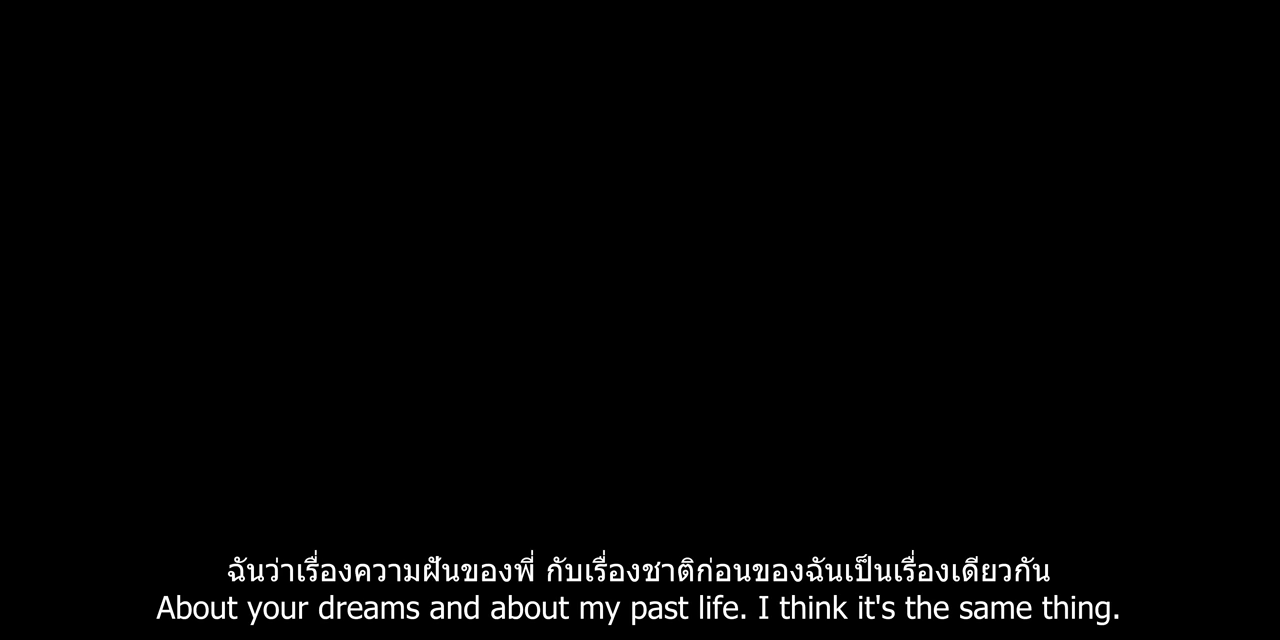 ฉันว่าเรื่องความฝันของพี่ กับเรื่องชาติก่อนของฉันเป็นเรื่องเดียวกัน
About your dreams and about my past life. I think it's the same thing.